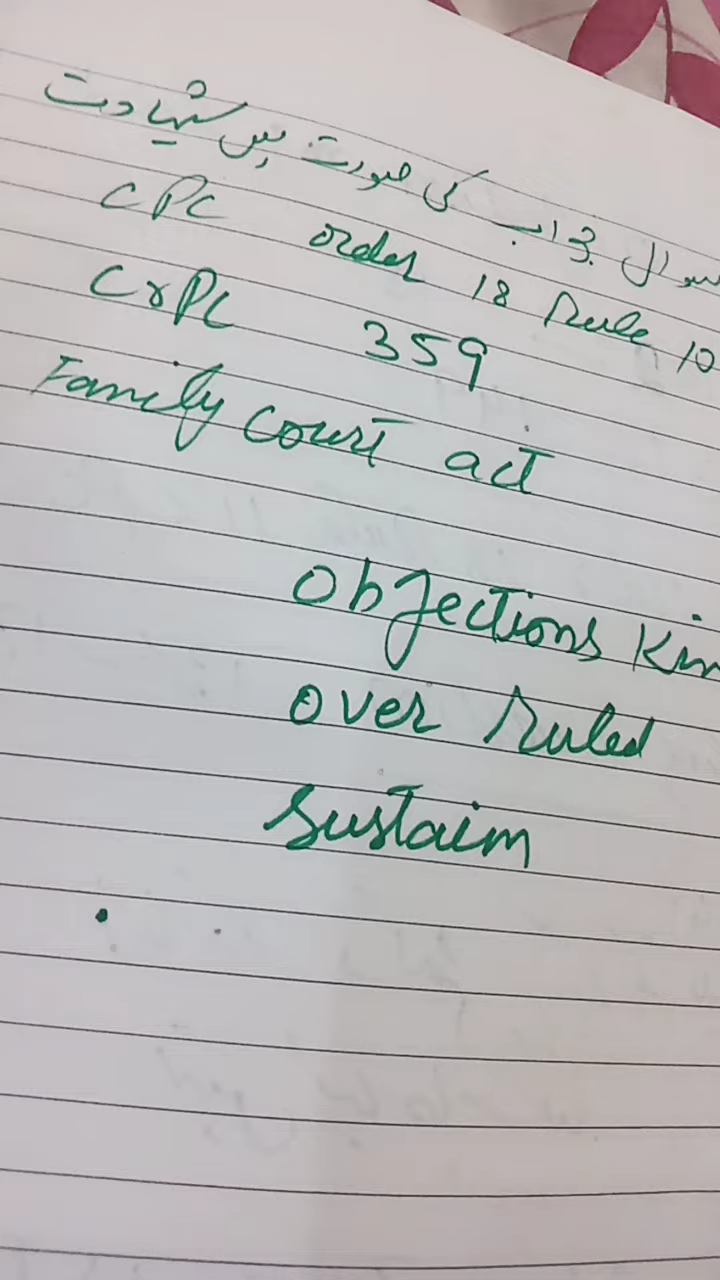 سوال جواب کی صورت میں شہادت
CPC order 18 Rule 10
CrPC 359
Family court act
Objections Kin
over Ruled
Sustaim